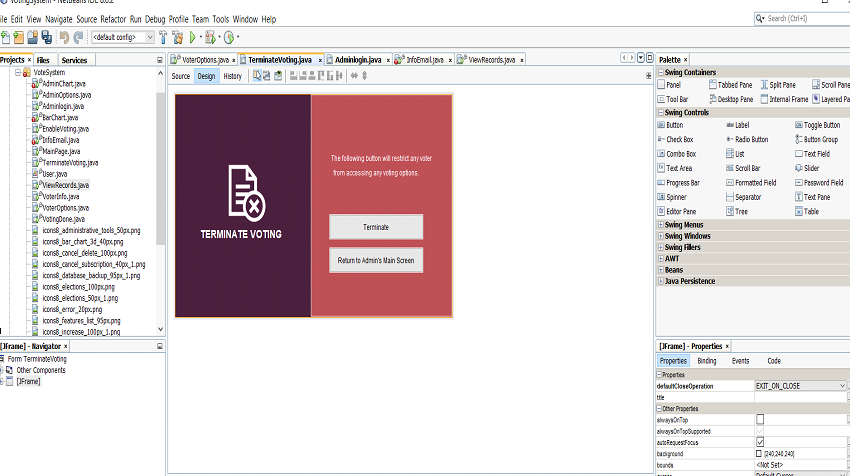 VotingSystem - NetBeans IDE 8.0.2
ile Edit View Navigate Source Refactor Run Debug Profile Team Tools Window Help
Search (Ctrl+I)
<default config>
Projects × Files Services
VoteSystem
AdminChart.java
AdminOptions.java
Adminlogin.java
BarChart.java
EnableVoting.java
InfoEmail.java
MainPage.java
TerminateVoting.java
User.java
ViewRecords.java
VoterInfo.java
VoterOptions.java
VotingDone.java
icons8_administrative_tools_50px.png
icons8_bar_chart_3d_40px.png
icons8_cancel_delete_100px.png
icons8_cancel_subscription_40px_1.png
icons8_database_backup_95px_1.png
icons8_elections_100px.png
icons8_elections_50px_1.png
icons8_error_20px.png
icons8_features_list_95px.png
icons8_increase_100px_1.png
[JFrame] - Navigator ×
Form TerminateVoting
Other Components
[JFrame]
VoterOptions.java × TerminateVoting.java × Adminlogin.java × InfoEmail.java × ViewRecords.java ×
Source Design History
TERMINATE VOTING
The following button will restrict any voter
from accessing any voting options.
Terminate
Return to Admin's Main Screen
Palette ×
Swing Containers
Panel Tabbed Pane Split Pane Scroll Pane
Tool Bar Desktop Pane Internal Frame Layered Pa
Swing Controls
Button Label Toggle Button
Check Box Radio Button Button Group
Combo Box List Text Field
Text Area Scroll Bar Slider
Progress Bar Formatted Field Password Field
Spinner Separator Text Pane
Editor Pane Tree Table
Swing Menus
Swing Windows
Swing Fillers
AWT
Beans
Java Persistence
[JFrame] - Properties ×
Properties Binding Events Code
Properties
defaultCloseOperation EXIT_ON_CLOSE
title
Other Properties
alwaysOnTop
alwaysOnTopSupported
autoRequestFocus
background [240,240,240]
bounds <Not Set>
Default Cursor